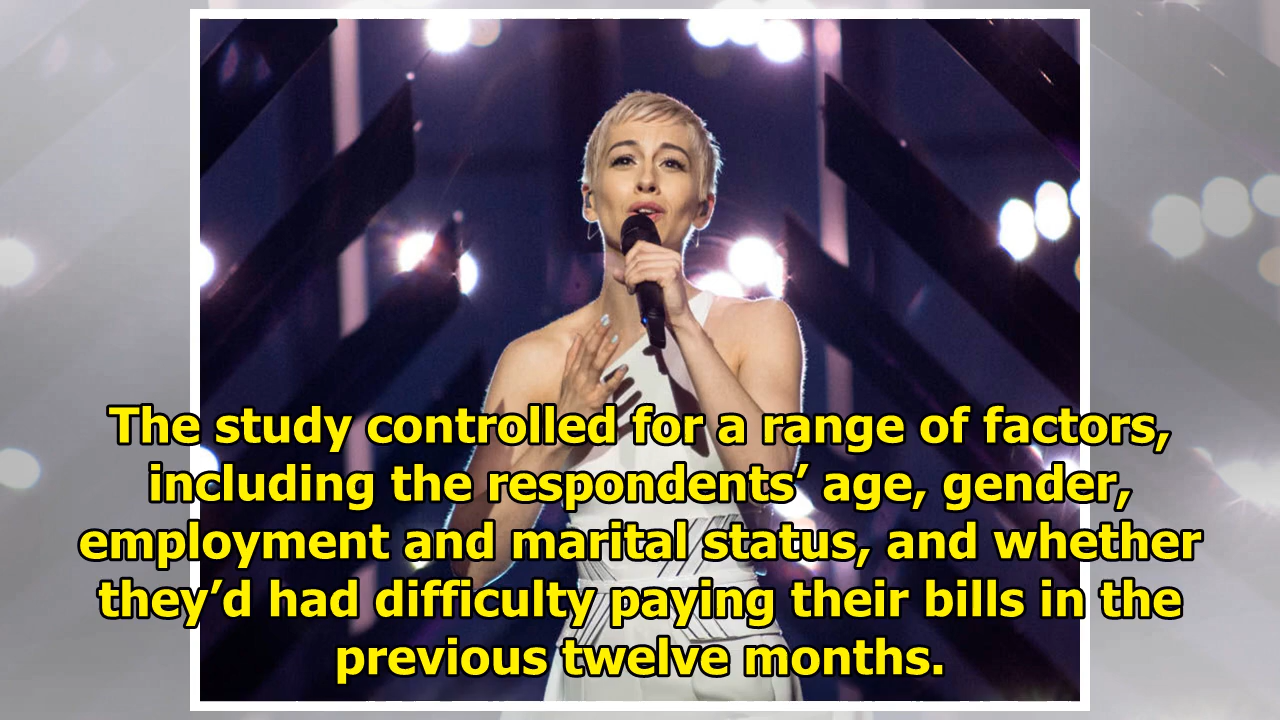 The study controlled for a range of factors,
including the respondents’ age, gender,
employment and marital status, and whether
they’d had difficulty paying their bills in the
previous twelve months.